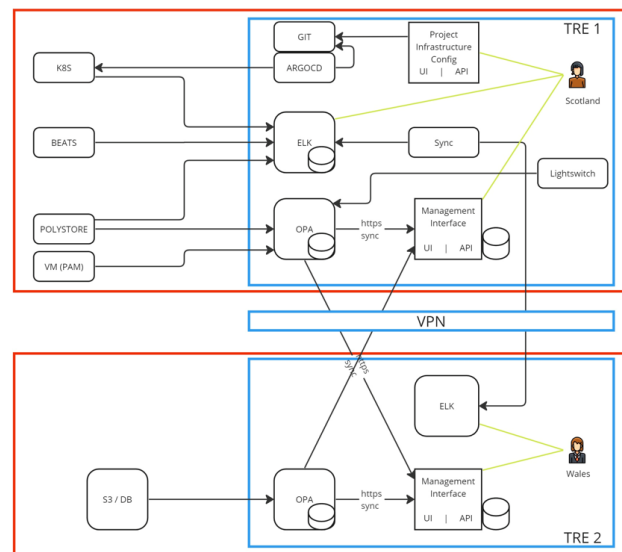 TRE 1
GIT
Project
Infrastructure
Config
UI | API
K8S
ARGOCD
Scotland
BEATS
ELK
Sync
Lightswitch
POLYSTORE
OPA
https
sync
Management
Interface
UI | API
VM (PAM)
VPN
https
sync
ELK
Wales
S3 / DB
OPA
https
sync
Management
Interface
UI | API
TRE 2